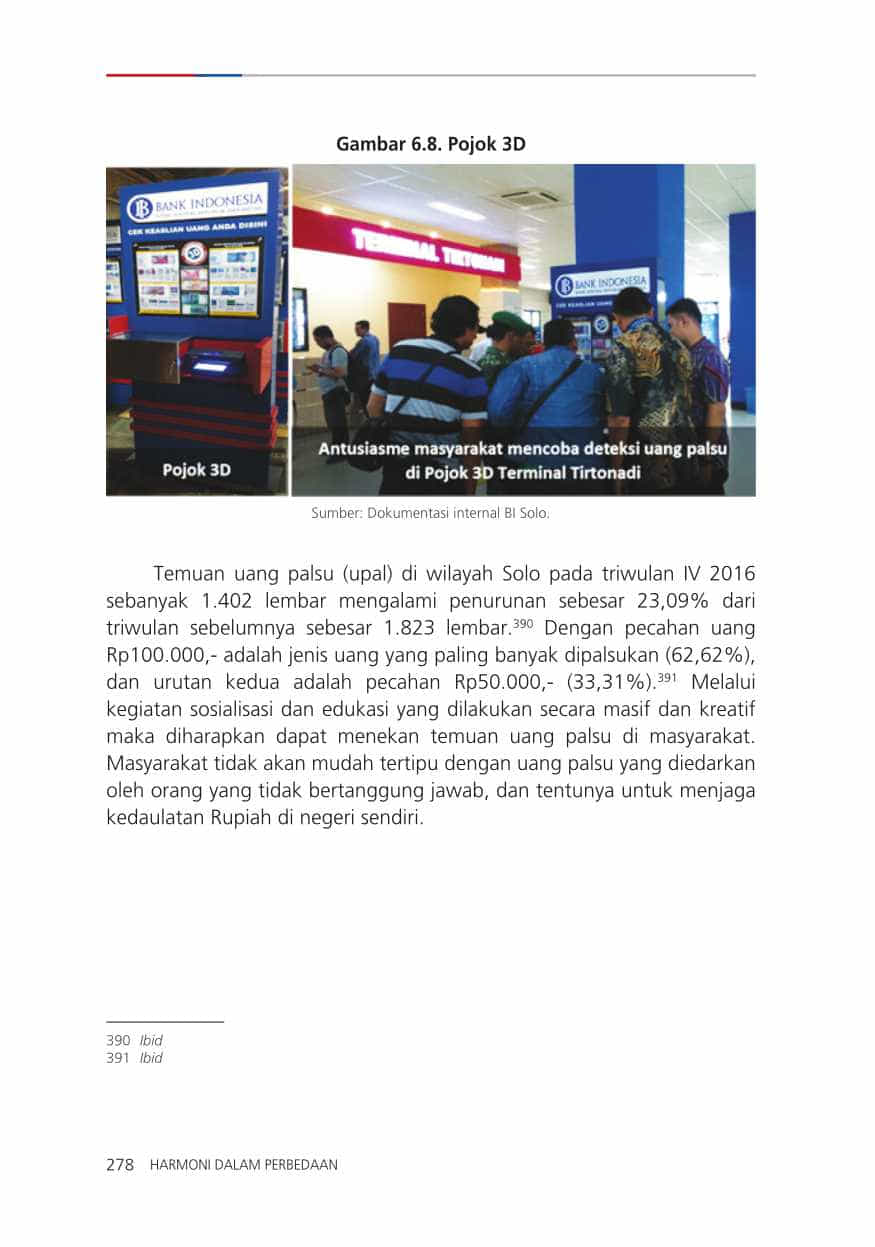 Gambar 6.8. Pojok 3D
BANK INDONESIA
CEK KEASLIAN UANG ANDA DISINI
3D
Pojok 3D
TERMINAL TIRTONADI
BANK INDONESIA
CEK KEASLIAN UANG
Antusiasme masyarakat mencoba deteksi uang palsu
di Pojok 3D Terminal Tirtonadi
Sumber: Dokumentasi internal BI Solo.
Temuan uang palsu (upal) di wilayah Solo pada triwulan IV 2016
sebanyak 1.402 lembar mengalami penurunan sebesar 23,09% dari
triwulan sebelumnya sebesar 1.823 lembar.390 Dengan pecahan uang
Rp100.000,- adalah jenis uang yang paling banyak dipalsukan (62,62%),
dan urutan kedua adalah pecahan Rp50.000,- (33,31%).391 Melalui
kegiatan sosialisasi dan edukasi yang dilakukan secara masif dan kreatif
maka diharapkan dapat menekan temuan uang palsu di masyarakat.
Masyarakat tidak akan mudah tertipu dengan uang palsu yang diedarkan
oleh orang yang tidak bertanggung jawab, dan tentunya untuk menjaga
kedaulatan Rupiah di negeri sendiri.
390 Ibid
391 Ibid
278 HARMONI DALAM PERBEDAAN